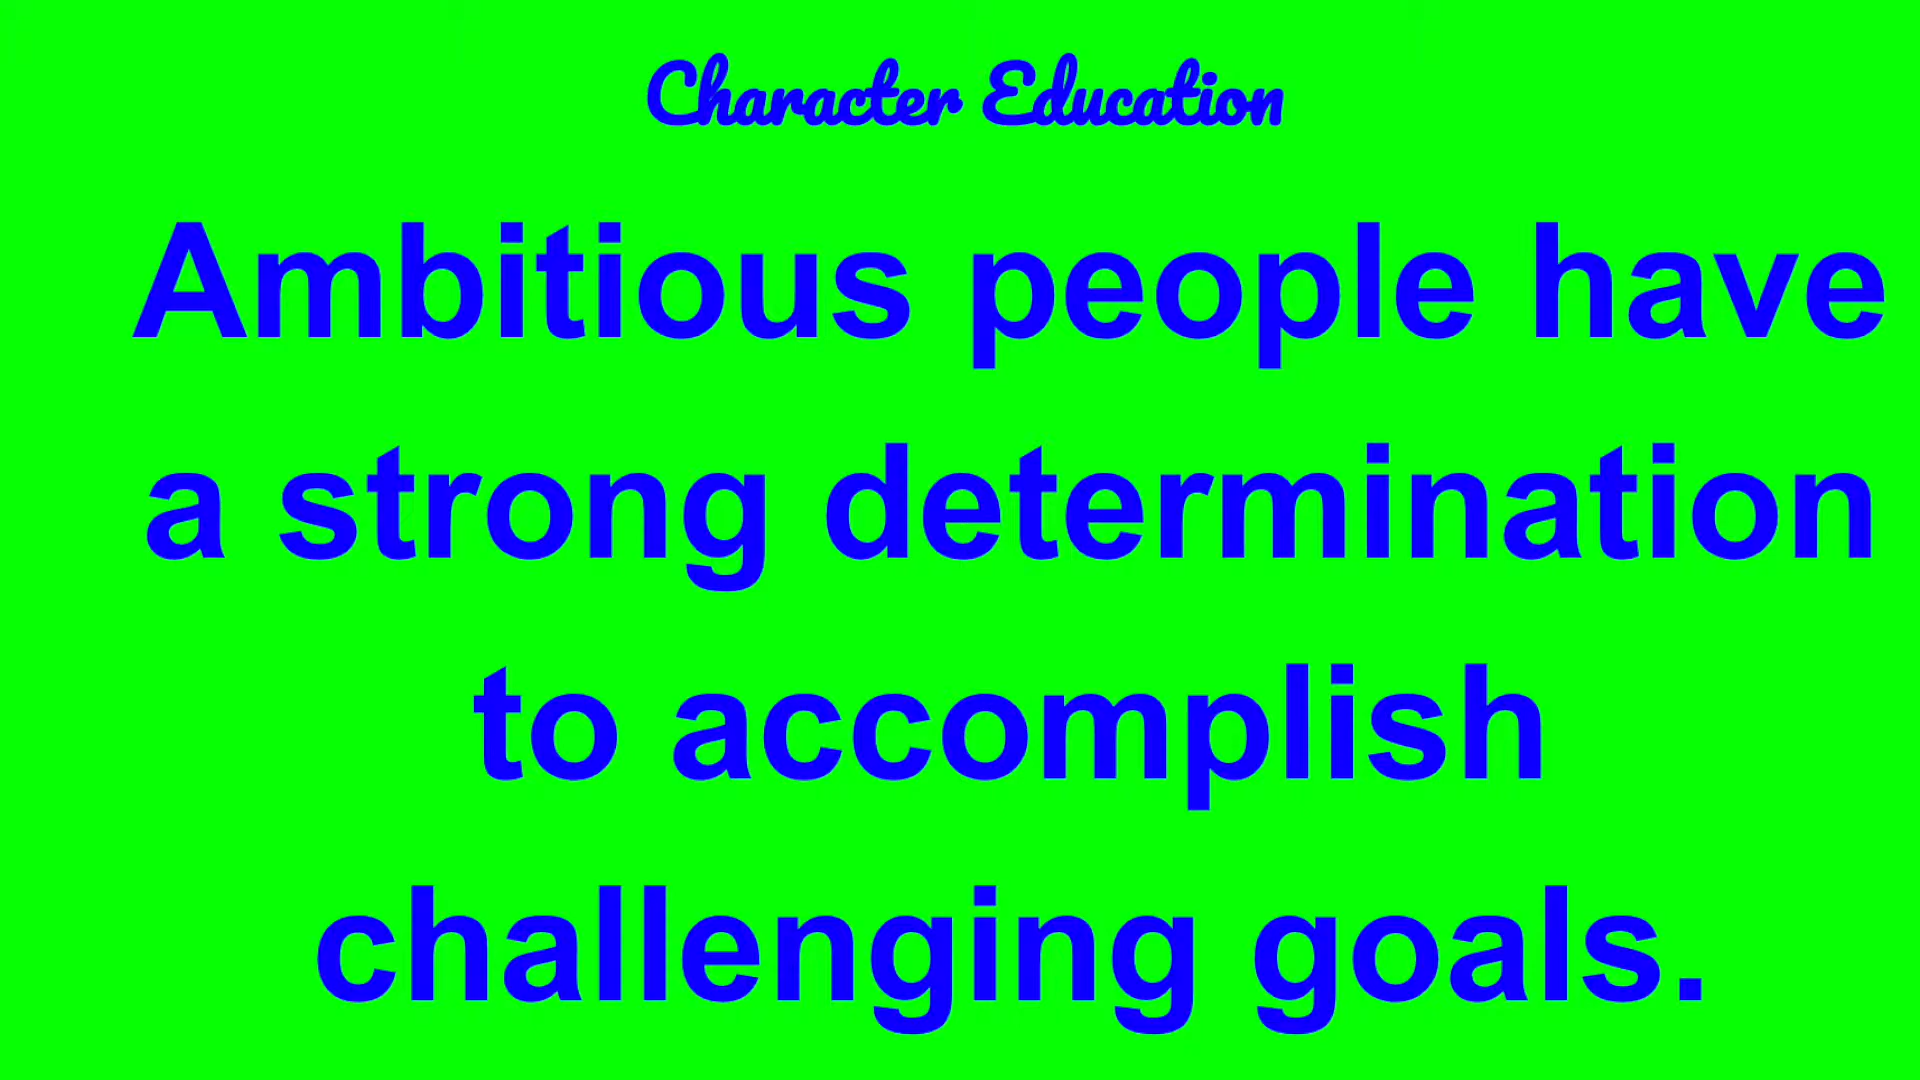 Character Education
Ambitious people have
a strong determination
to accomplish
challenging goals.